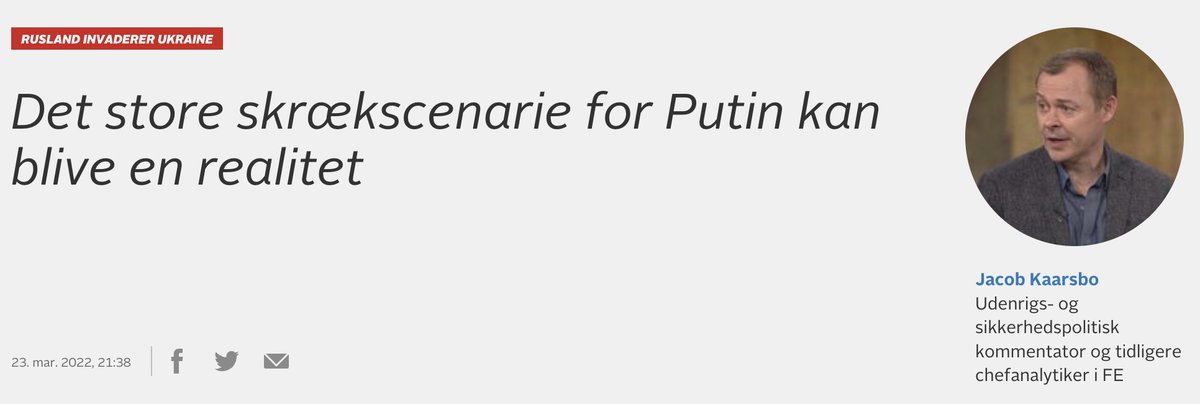 RUSLAND INVADERER UKRAINE
Det store skrækscenarie for Putin kan
blive en realitet
23. mar. 2022, 21:38
Jacob Kaarsbo
Udenrigs- og
sikkerhedspolitisk
kommentator og tidligere
chefanalytiker i FE